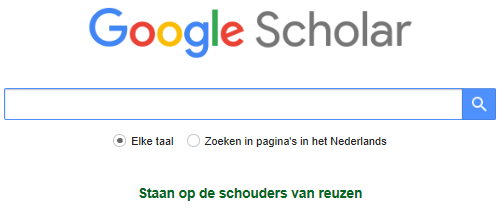 Google Scholar
Elke taal Zoeken in pagina's in het Nederlands
Staan op de schouders van reuzen